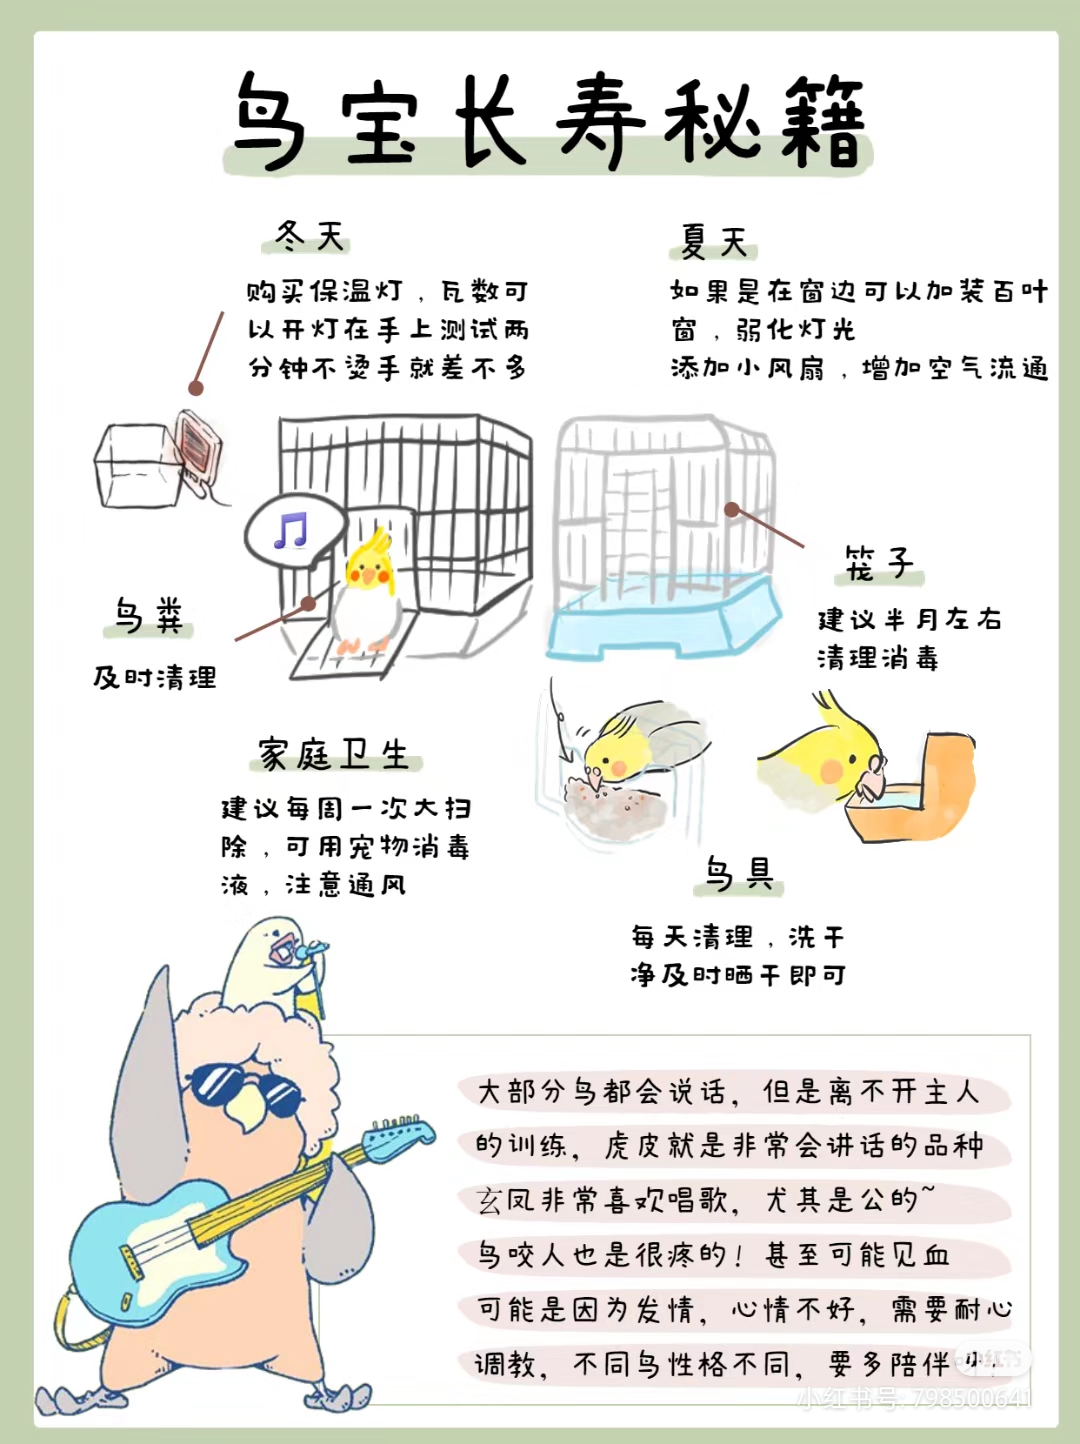 鸟宝长寿秘籍
冬天
购买保温灯，瓦数可
以开灯在手上测试两
分钟不烫手就差不多
夏天
如果是在窗边可以加装百叶
窗，弱化灯光
添加小风扇，增加空气流通
鸟粪
及时清理
笼子
建议半月左右
清理消毒
家庭卫生
建议每周一次大扫
除，可用宠物消毒
液，注意通风
鸟具
每天清理，洗干
净及时晒干即可
大部分鸟都会说话，但是离不开主人
的训练，虎皮就是非常会讲话的品种
玄凤非常喜欢唱歌，尤其是公的~
鸟咬人也是很疼的！甚至可能见血
可能是因为发情，心情不好，需要耐心
调教，不同鸟性格不同，要多陪伴
小红书
小红书号: 798500641